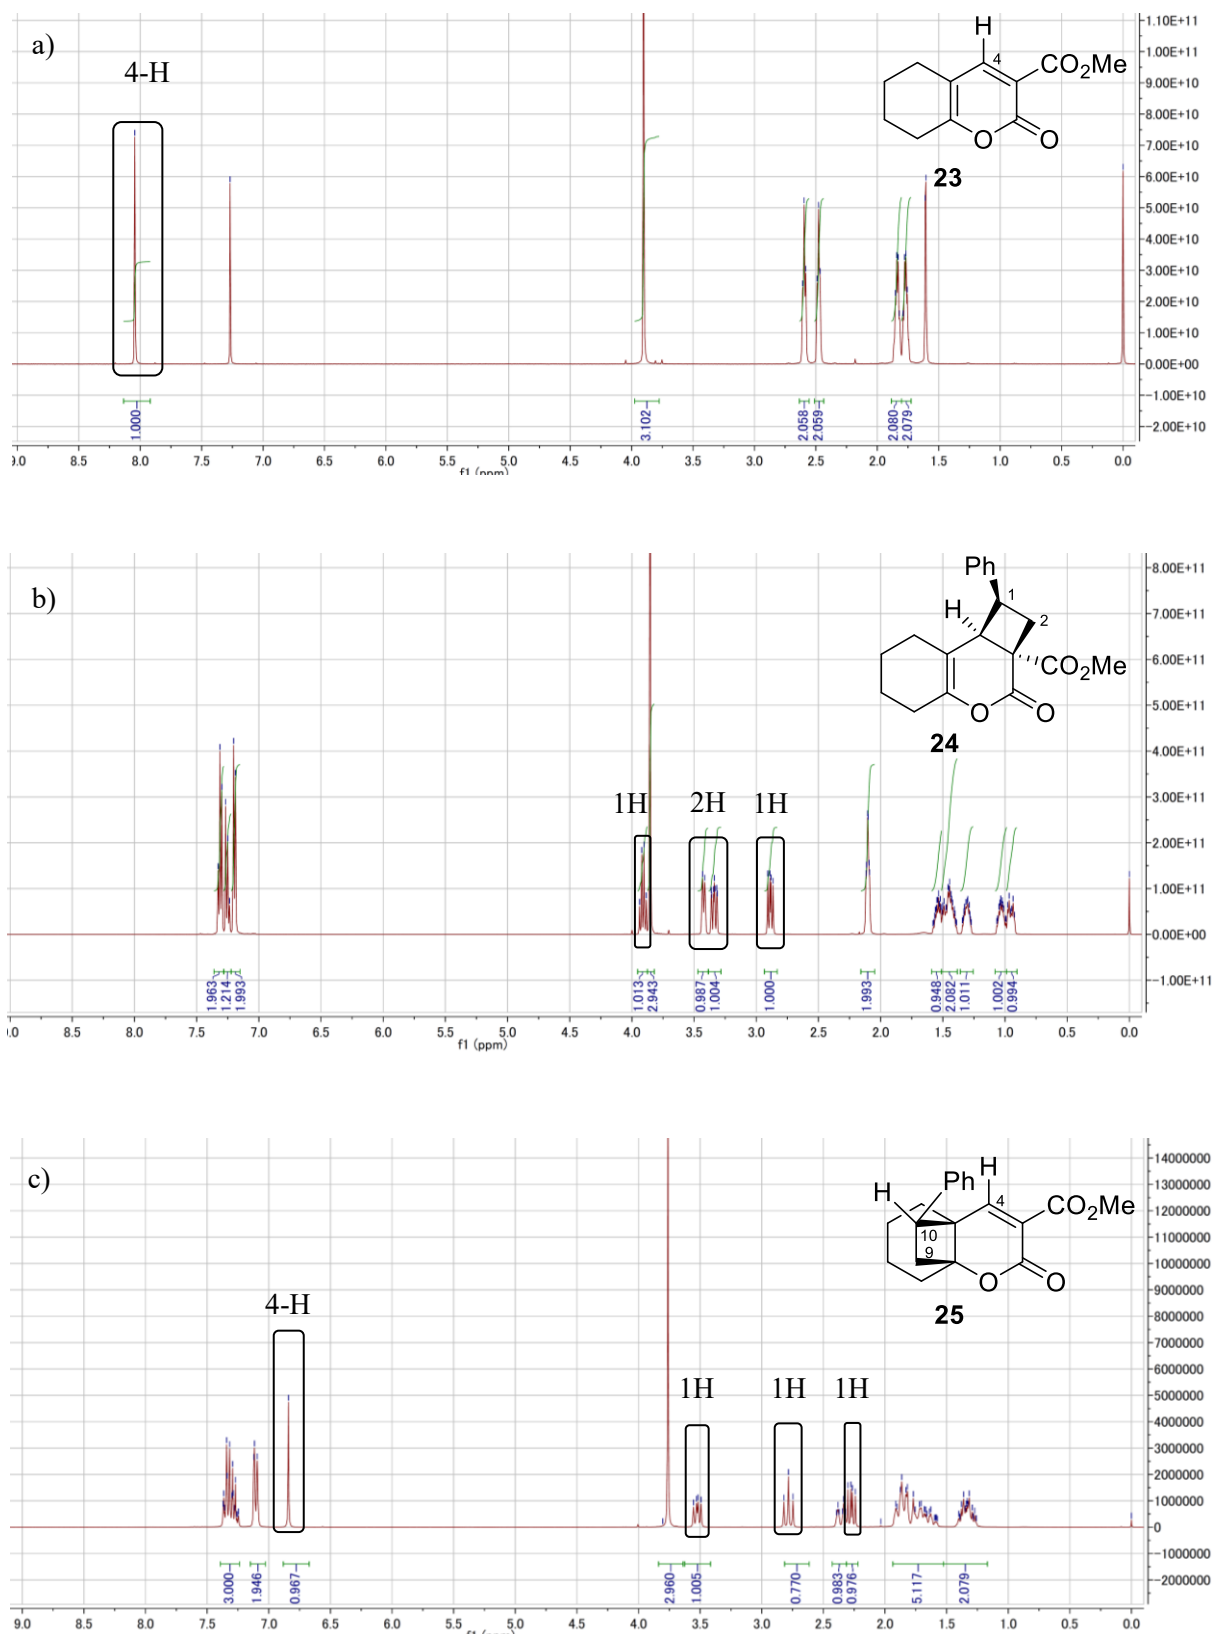 a)
4-H
H
4
CO2Me
O
O
23
1.10E+11
1.00E+11
9.00E+10
8.00E+10
7.00E+10
6.00E+10
5.00E+10
4.00E+10
3.00E+10
2.00E+10
1.00E+10
0.00E+00
-1.00E+10
-2.00E+10
1.000
3.102
2.058
2.059
2.080
2.079
9.0 8.5 8.0 7.5 7.0 6.5 6.0 5.5 5.0 4.5 4.0 3.5 3.0 2.5 2.0 1.5 1.0 0.5 0.0
f1 (ppm)
b)
Ph
1
H
2
CO2Me
O
O
24
1H
2H
1H
8.00E+11
7.00E+11
6.00E+11
5.00E+11
4.00E+11
3.00E+11
2.00E+11
1.00E+11
0.00E+00
-1.00E+11
1.963
1.214
1.993
1.013
2.943
0.987
1.004
1.000
1.993
0.948
2.082
1.011
1.002
0.994
.0 8.5 8.0 7.5 7.0 6.5 6.0 5.5 5.0 4.5 4.0 3.5 3.0 2.5 2.0 1.5 1.0 0.5 0.0
f1 (ppm)
c)
H
Ph
H
4
CO2Me
10
9
O
O
25
4-H
1H
1H
1H
14000000
13000000
12000000
11000000
10000000
9000000
8000000
7000000
6000000
5000000
4000000
3000000
2000000
1000000
0
-1000000
-2000000
3.000
1.946
0.967
2.960
1.005
0.770
0.983
0.976
5.117
2.079
9.0 8.5 8.0 7.5 7.0 6.5 6.0 5.5 5.0 4.5 4.0 3.5 3.0 2.5 2.0 1.5 1.0 0.5 0.0
f1 (ppm)